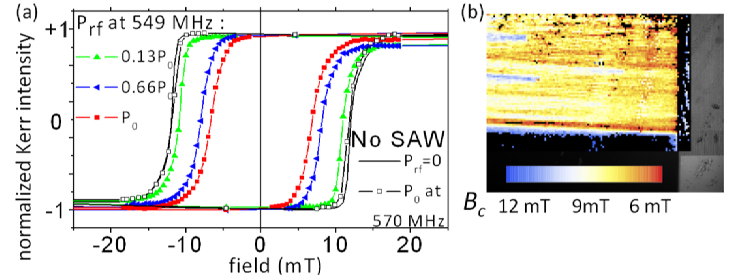 (a)
P_rf at 549 MHz :
0.13P_0
0.66P_0
P_0
No SAW
P_rf=0
P_0 at
570 MHz
+1
0
-1
normalized Kerr intensity
-20 -10 0 10 20
field (mT)
(b)
B_c 12 mT 9mT 6 mT